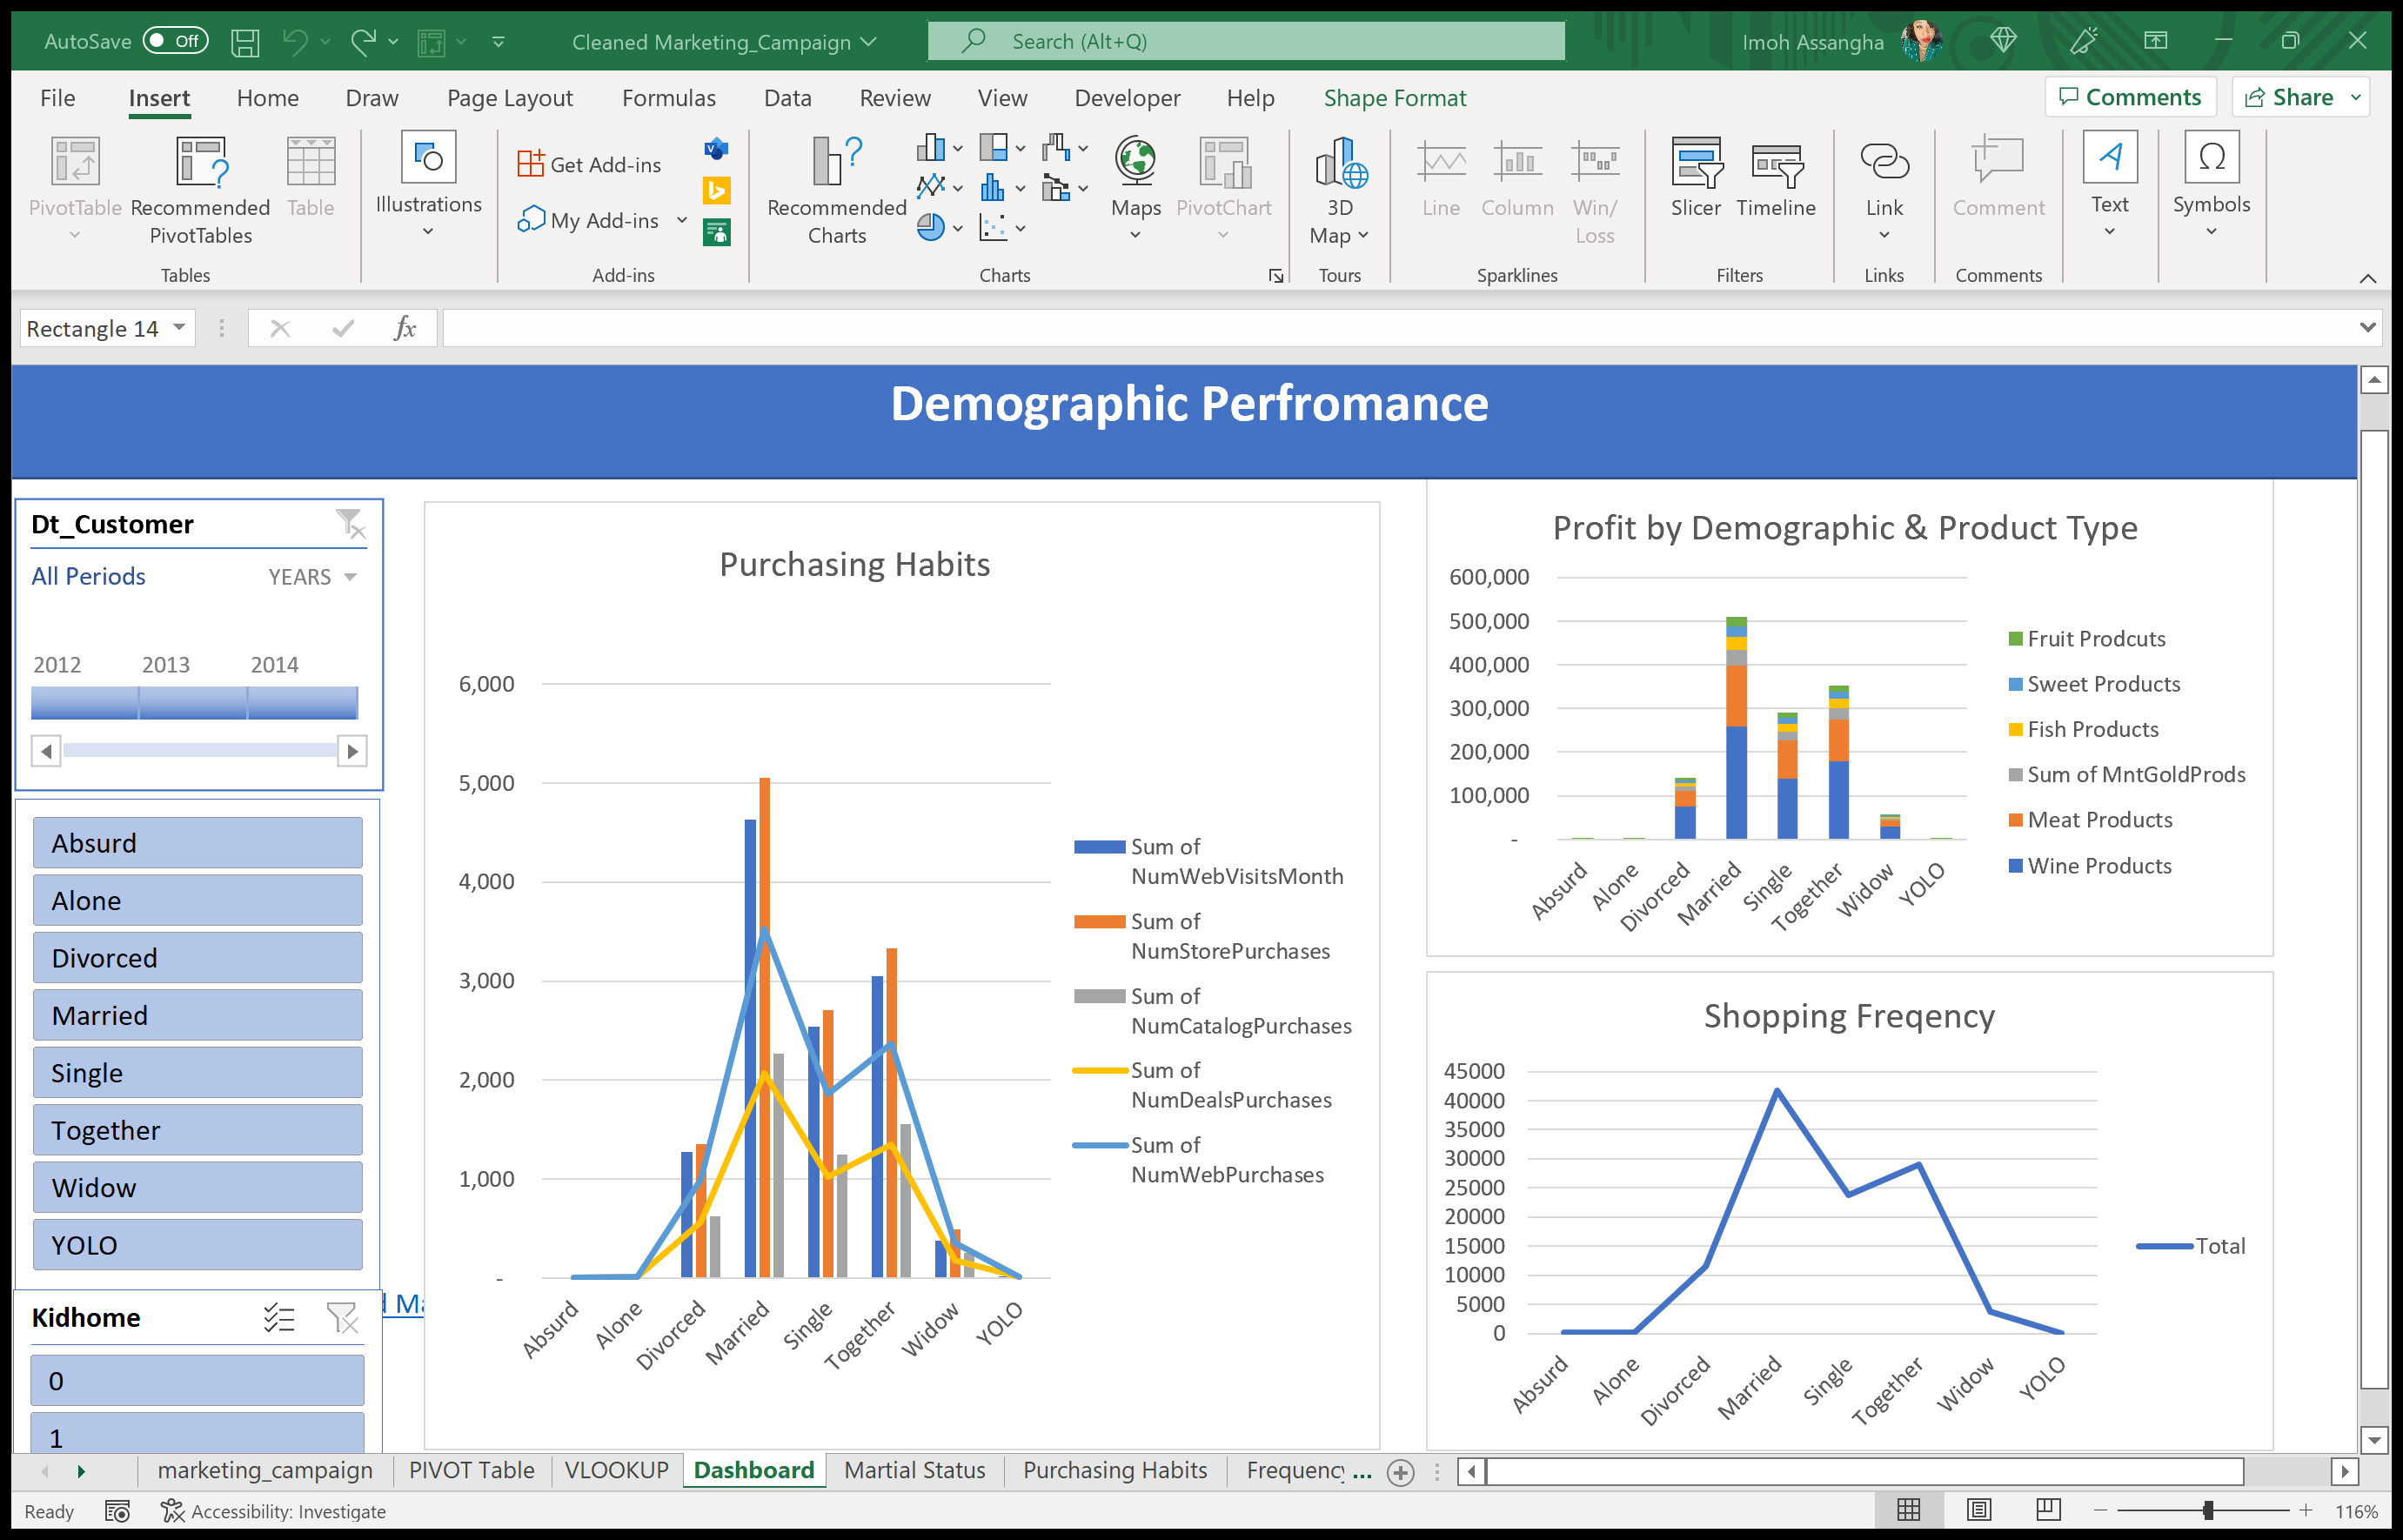 AutoSave Off Cleaned Marketing_Campaign Search (Alt+Q) Imoh Assangha
File Insert Home Draw Page Layout Formulas Data Review View Developer Help Shape Format Comments Share
PivotTable Recommended PivotTables Table Illustrations Get Add-ins My Add-ins Recommended Charts Maps PivotChart 3D Map Line Column Win/ Loss Slicer Timeline Link Comment Text Symbols
Tables Add-ins Charts Tours Sparklines Filters Links Comments
Rectangle 14 fx
Demographic Perfromance
Dt_Customer
All Periods YEARS
2012 2013 2014
Absurd
Alone
Divorced
Married
Single
Together
Widow
YOLO
Kidhome
0
1
Purchasing Habits
6,000
5,000
4,000
3,000
2,000
1,000
-
Absurd Alone Divorced Married Single Together Widow YOLO
Sum of
NumWebVisitsMonth
Sum of
NumStorePurchases
Sum of
NumCatalogPurchases
Sum of
NumDealsPurchases
Sum of
NumWebPurchases
Profit by Demographic & Product Type
600,000
500,000
400,000
300,000
200,000
100,000
-
Absurd Alone Divorced Married Single Together Widow YOLO
Fruit Prodcuts
Sweet Products
Fish Products
Sum of MntGoldProds
Meat Products
Wine Products
Shopping Freqency
45000
40000
35000
30000
25000
20000
15000
10000
5000
0
Absurd Alone Divorced Married Single Together Widow YOLO
Total
marketing_campaign PIVOT Table VLOOKUP Dashboard Martial Status Purchasing Habits Frequency ...
Ready Accessibility: Investigate 116%